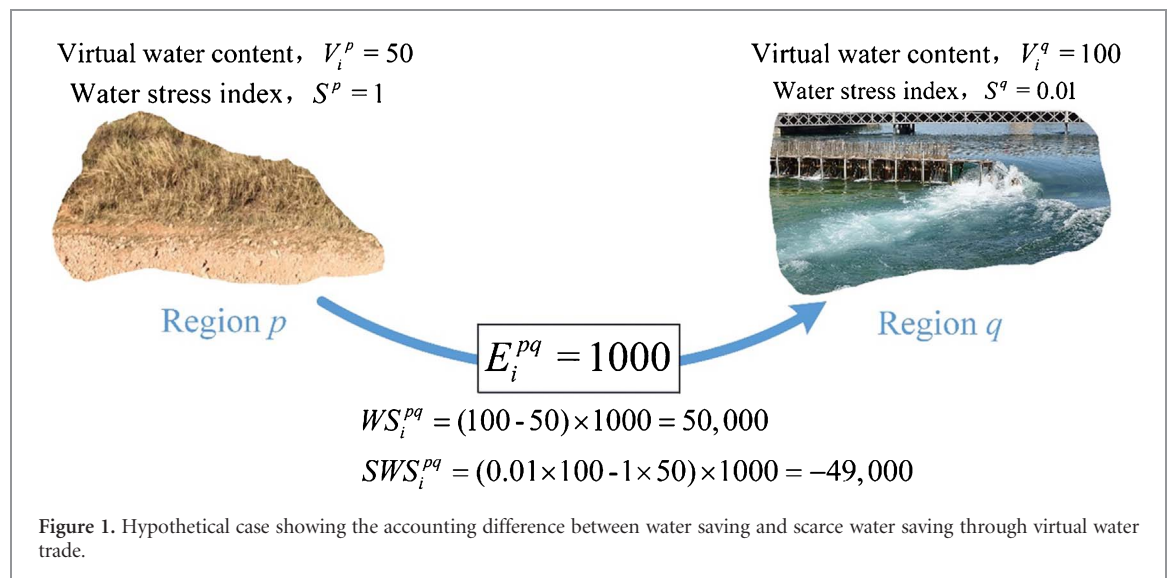 Virtual water content, V_i^p = 50
Water stress index, S^p = 1
Virtual water content, V_i^q = 100
Water stress index, S^q = 0.01
Region p
Region q
E_i^{pq} = 1000
WS_i^{pq} = (100 - 50) × 1000 = 50,000
SWS_i^{pq} = (0.01 × 100 - 1 × 50) × 1000 = −49,000
Figure 1. Hypothetical case showing the accounting difference between water saving and scarce water saving through virtual water
trade.